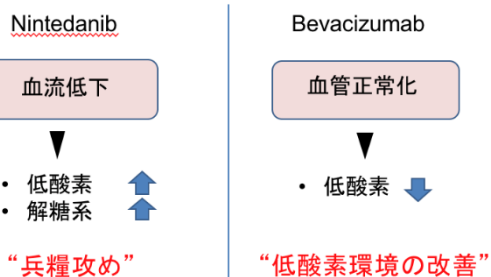 Nintedanib
血流低下
• 低酸素
• 解糖系
“兵糧攻め”
Bevacizumab
血管正常化
• 低酸素
“低酸素環境の改善”